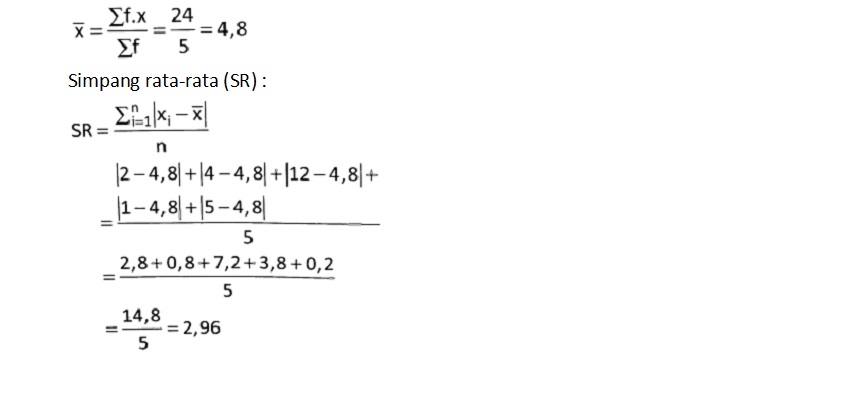 x̅ = Σf.x / Σf = 24 / 5 = 4,8
Simpang rata-rata (SR) :
SR = Σⁿᵢ₌₁|xᵢ − x̅| / n
|2 − 4,8| + |4 − 4,8| + |12 − 4,8| +
= |1 − 4,8| + |5 − 4,8| / 5
= 2,8 + 0,8 + 7,2 + 3,8 + 0,2 / 5
= 14,8 / 5 = 2,96